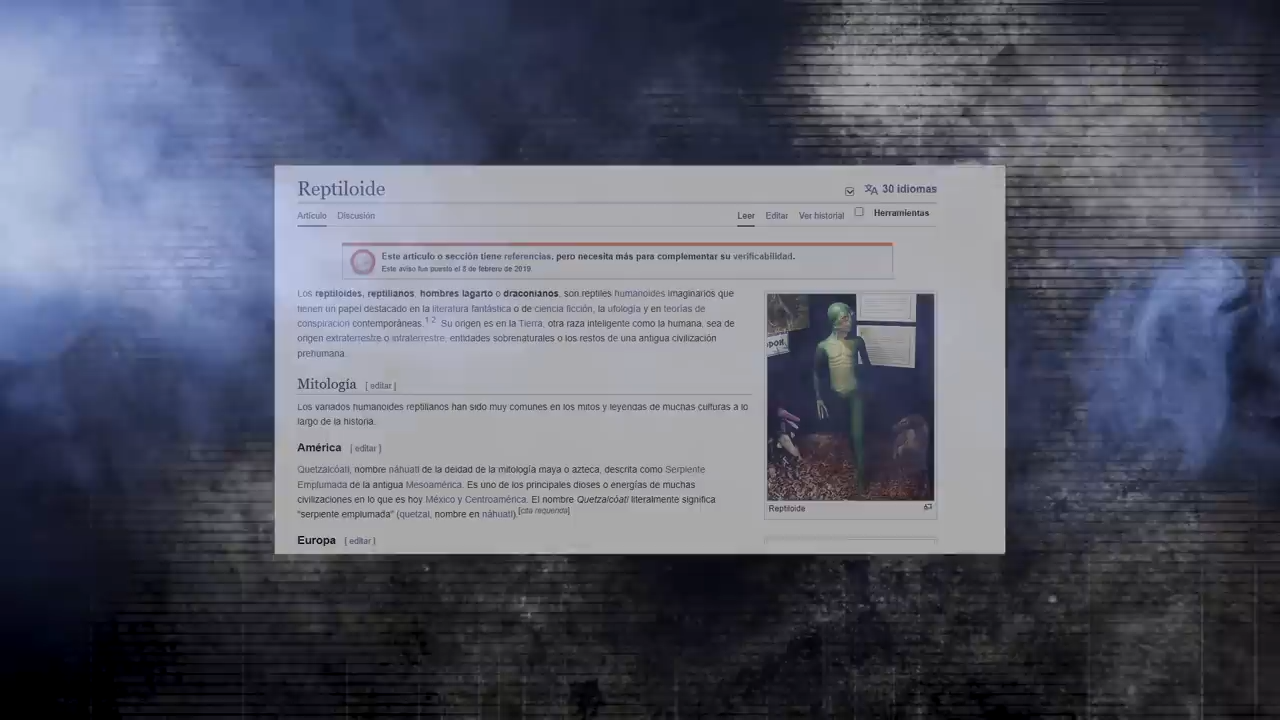 Reptiloide
30 idiomas
Artículo Discusión Leer Editar Ver historial Herramientas
Este artículo o sección tiene referencias, pero necesita más para complementar su verificabilidad.
Este aviso fue puesto el 8 de febrero de 2019.
Los reptiloides, reptilianos, hombres lagarto o draconianos, son reptiles humanoides imaginarios que
tienen un papel destacado en la literatura fantástica o de ciencia ficción, la ufología y en teorías de
conspiración contemporáneas.1 2 Su origen es en la Tierra, otra raza inteligente como la humana, sea de
origen extraterrestre o intraterrestre, entidades sobrenaturales o los restos de una antigua civilización
prehumana.
Mitología [ editar ]
Los variados humanoides reptilianos han sido muy comunes en los mitos y leyendas de muchas culturas a lo
largo de la historia.
América [ editar ]
Quetzalcóatl, nombre náhuatl de la deidad de la mitología maya o azteca, descrita como Serpiente
Emplumada de la antigua Mesoamérica. Es uno de los principales dioses o energías de muchas
civilizaciones en lo que es hoy México y Centroamérica. El nombre Quetzalcóatl literalmente significa
"serpiente emplumada" (quetzal, nombre en náhuatl).[cita requerida]
Reptiloide
Europa [ editar ]